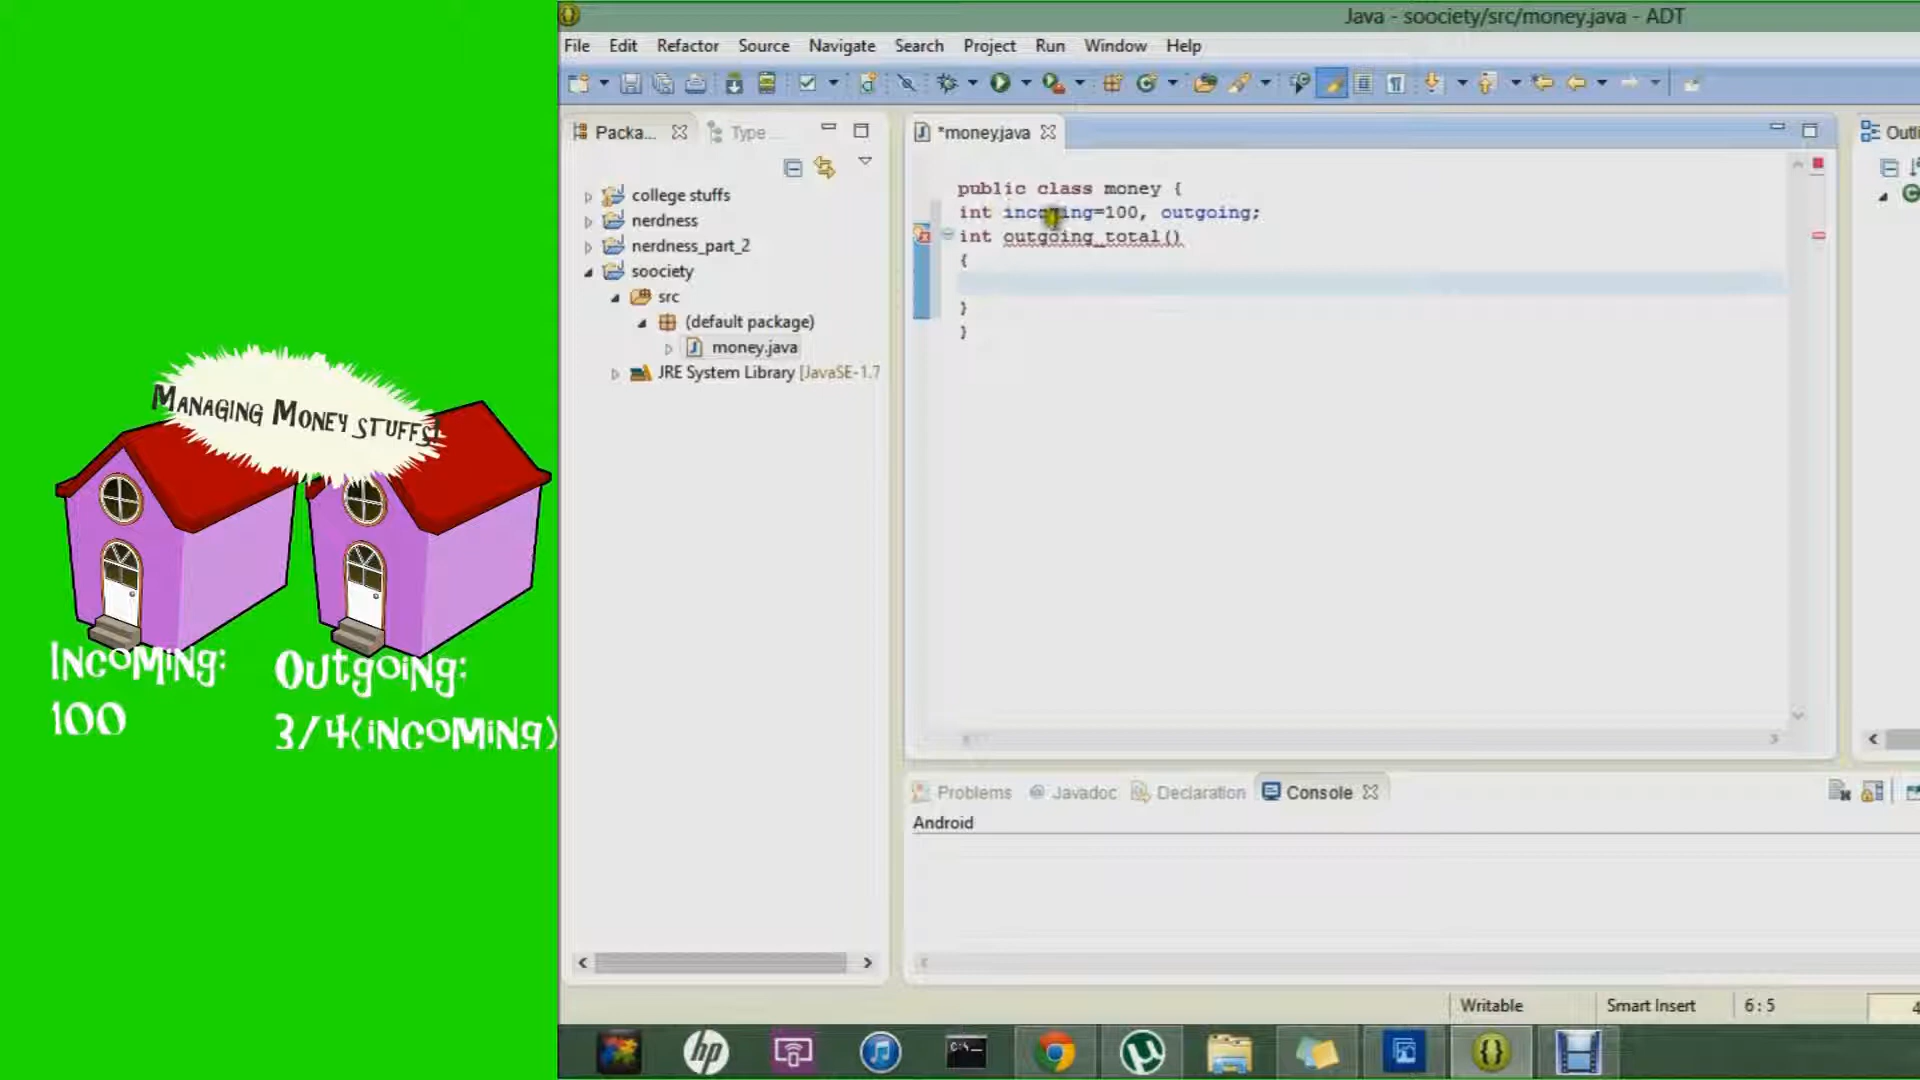 Managing Money stuffs!
Incoming:
100
Outgoing:
3/4(incoming)
Java - soociety/src/money.java - ADT
File Edit Refactor Source Navigate Search Project Run Window Help
Packa... Type
college stuffs
nerdness
nerdness_part_2
soociety
src
(default package)
money.java
JRE System Library [JavaSE-1.7
*money.java
public class money {
int incoming=100, outgoing;
int outgoing_total()
{
}
}
Outli
Problems @ Javadoc Declaration Console
Android
Writable Smart Insert 6 : 5
hp